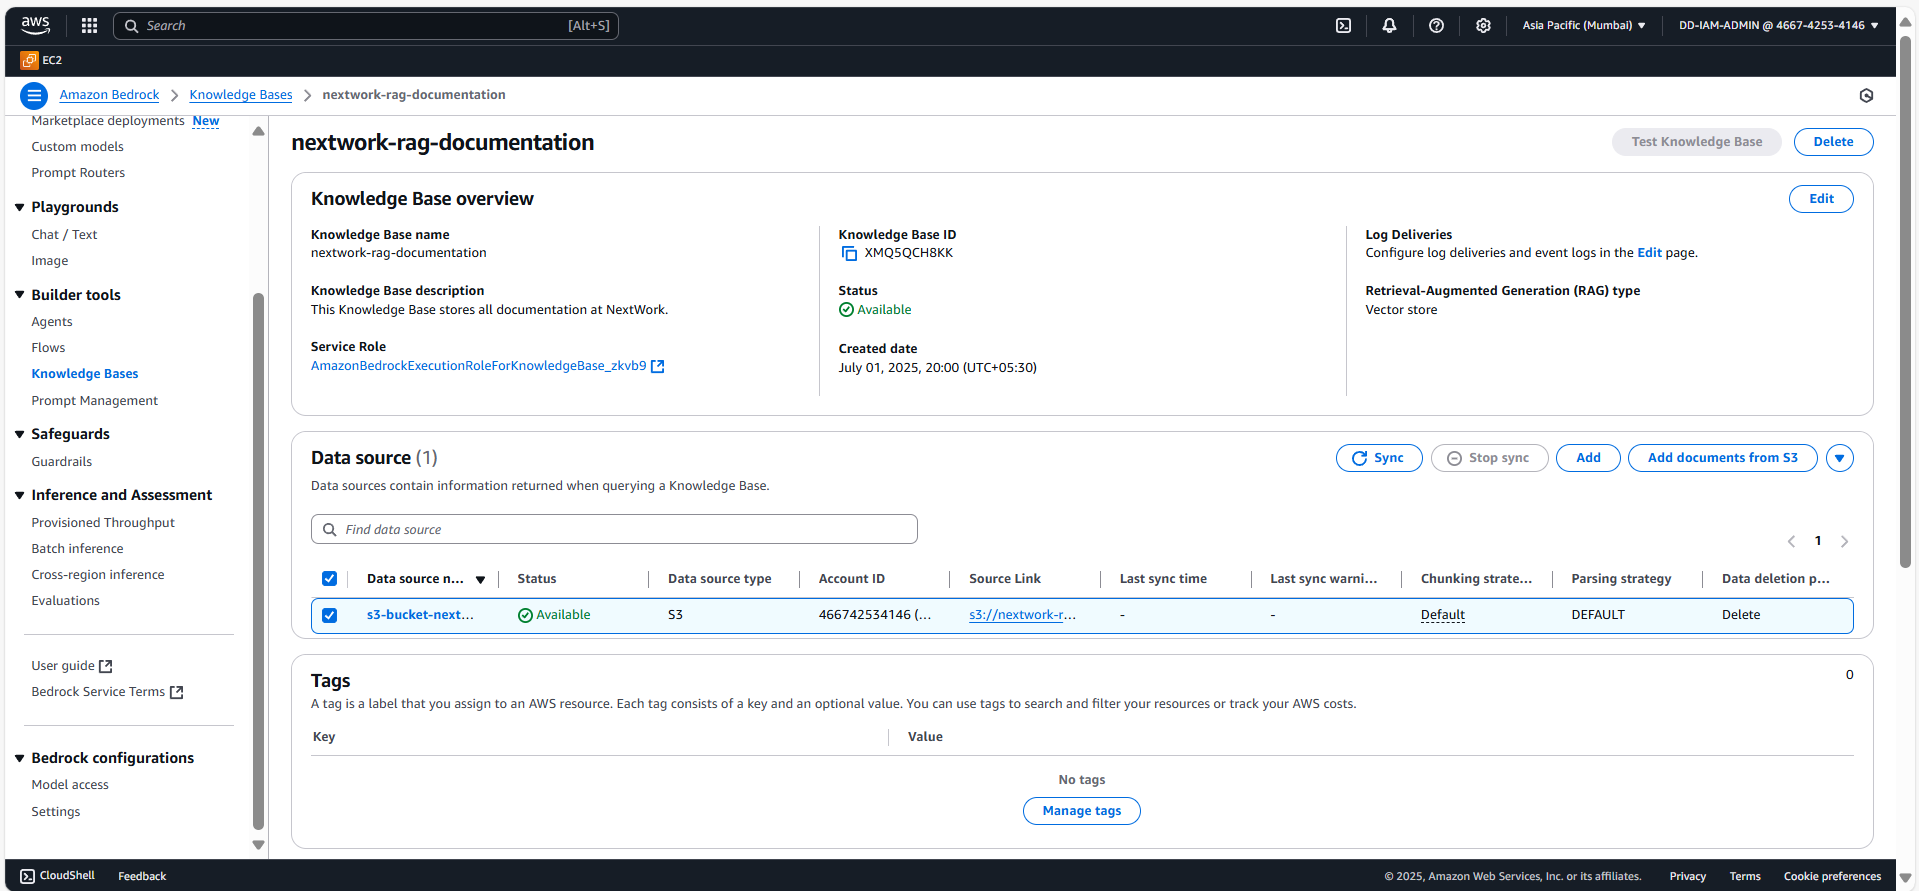 aws
Search [Alt+S]
Asia Pacific (Mumbai)
DD-IAM-ADMIN @ 4667-4253-4146
EC2
Amazon Bedrock
Knowledge Bases
nextwork-rag-documentation
Marketplace deployments New
Custom models
Prompt Routers
Playgrounds
Chat / Text
Image
Builder tools
Agents
Flows
Knowledge Bases
Prompt Management
Safeguards
Guardrails
Inference and Assessment
Provisioned Throughput
Batch inference
Cross-region inference
Evaluations
User guide
Bedrock Service Terms
Bedrock configurations
Model access
Settings
nextwork-rag-documentation
Test Knowledge Base
Delete
Knowledge Base overview
Edit
Knowledge Base name
nextwork-rag-documentation
Knowledge Base description
This Knowledge Base stores all documentation at NextWork.
Service Role
AmazonBedrockExecutionRoleForKnowledgeBase_zkvb9
Knowledge Base ID
XMQ5QCH8KK
Status
Available
Created date
July 01, 2025, 20:00 (UTC+05:30)
Log Deliveries
Configure log deliveries and event logs in the Edit page.
Retrieval-Augmented Generation (RAG) type
Vector store
Data source (1)
Sync
Stop sync
Add
Add documents from S3
Data sources contain information returned when querying a Knowledge Base.
Find data source
1
Data source n... Status Data source type Account ID Source Link Last sync time Last sync warni... Chunking strate... Parsing strategy Data deletion p...
s3-bucket-next... Available S3 466742534146 (... s3://nextwork-r... - - Default DEFAULT Delete
Tags
0
A tag is a label that you assign to an AWS resource. Each tag consists of a key and an optional value. You can use tags to search and filter your resources or track your AWS costs.
Key Value
No tags
Manage tags
CloudShell Feedback © 2025, Amazon Web Services, Inc. or its affiliates. Privacy Terms Cookie preferences